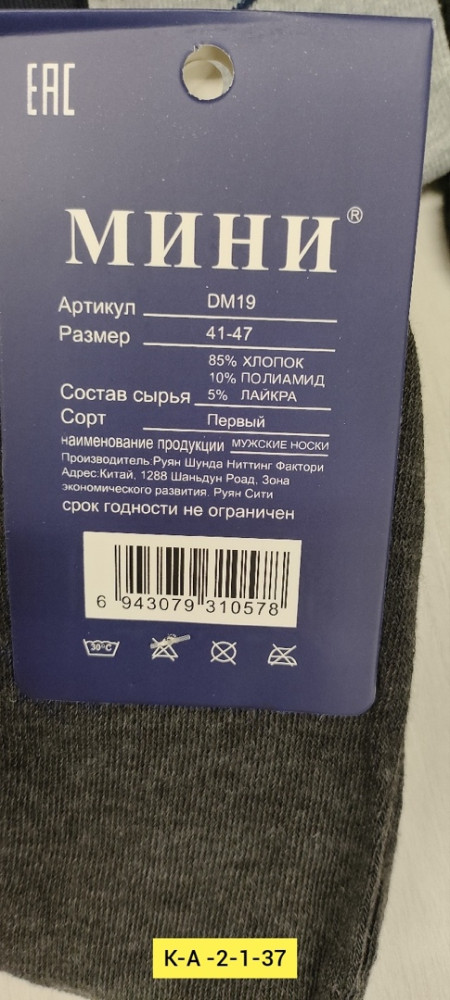 EAC
МИНИ®
Артикул DM19
Размер 41-47
85% ХЛОПОК
10% ПОЛИАМИД
Состав сырья 5% ЛАЙКРА
Сорт Первый
наименование продукции МУЖСКИЕ НОСКИ
Производитель:Руян Шунда Ниттинг Фактори
Адрес:Китай, 1288 Шаньдун Роад, Зона
экономического развития. Руян Сити
срок годности не ограничен
6 943079 310578
30°C
К-А -2-1-37